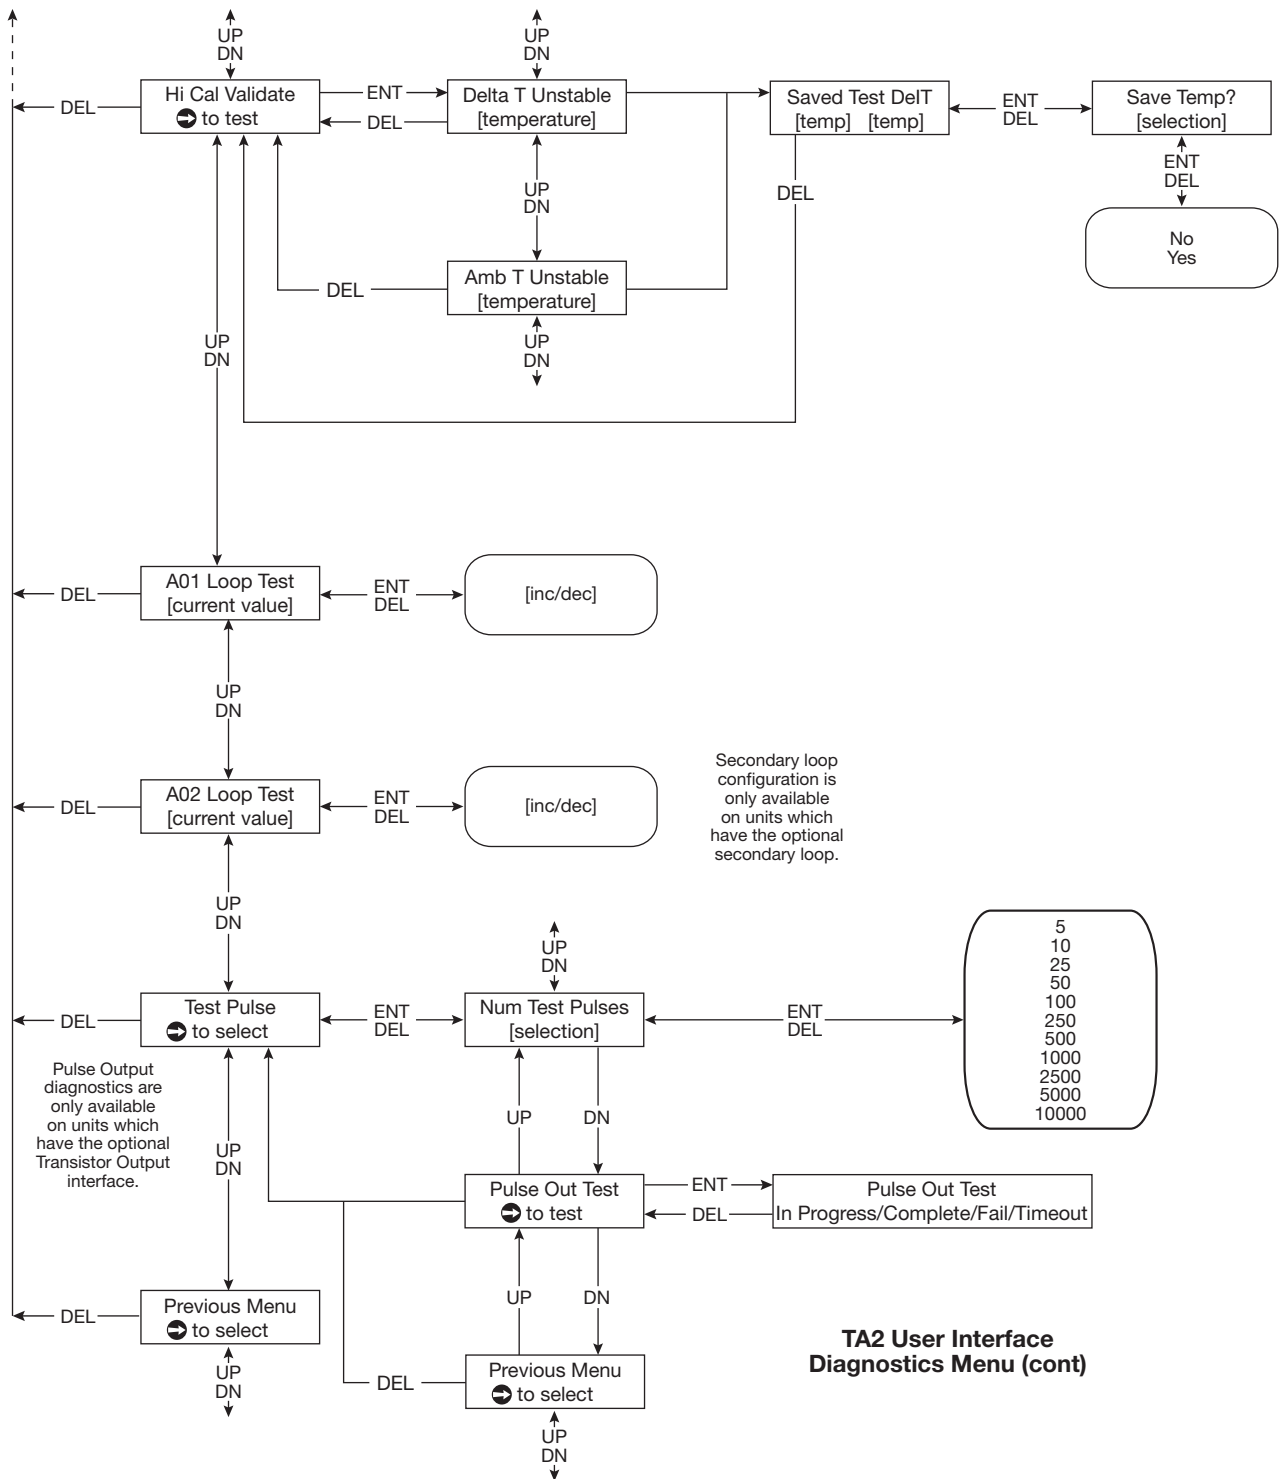 UP
DN
UP
DN
DEL
Hi Cal Validate
to test
ENT
DEL
Delta T Unstable
[temperature]
Saved Test DelT
[temp] [temp]
ENT
DEL
Save Temp?
[selection]
UP
DN
DEL
ENT
DEL
No
Yes
DEL
Amb T Unstable
[temperature]
UP
DN
UP
DN
DEL
A01 Loop Test
[current value]
ENT
DEL
[inc/dec]
UP
DN
DEL
A02 Loop Test
[current value]
ENT
DEL
[inc/dec]
Secondary loop
configuration is
only available
on units which
have the optional
secondary loop.
UP
DN
UP
DN
DEL
Test Pulse
to select
ENT
DEL
Num Test Pulses
[selection]
ENT
DEL
5
10
25
50
100
250
500
1000
2500
5000
10000
Pulse Output
diagnostics are
only available
on units which
have the optional
Transistor Output
interface.
UP
DN
UP
DN
Pulse Out Test
to test
ENT
DEL
Pulse Out Test
In Progress/Complete/Fail/Timeout
DEL
Previous Menu
to select
UP
DN
UP
DN
DEL
Previous Menu
to select
UP
DN
TA2 User Interface
Diagnostics Menu (cont)